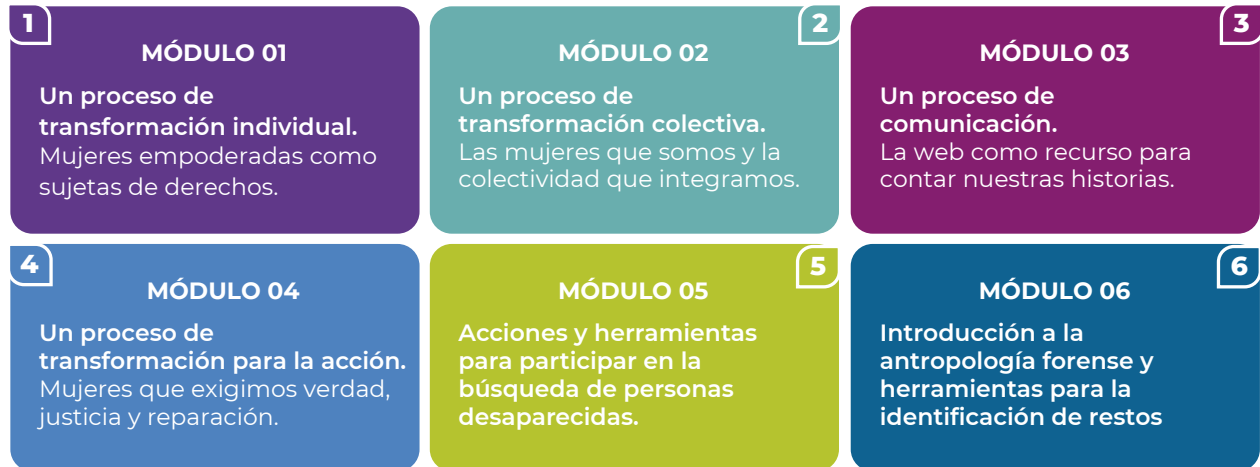 1
MÓDULO 01
Un proceso de
transformación individual.
Mujeres empoderadas como
sujetas de derechos.
2
MÓDULO 02
Un proceso de
transformación colectiva.
Las mujeres que somos y la
colectividad que integramos.
3
MÓDULO 03
Un proceso de
comunicación.
La web como recurso para
contar nuestras historias.
4
MÓDULO 04
Un proceso de
transformación para la acción.
Mujeres que exigimos verdad,
justicia y reparación.
5
MÓDULO 05
Acciones y herramientas
para participar en la
búsqueda de personas
desaparecidas.
6
MÓDULO 06
Introducción a la
antropología forense y
herramientas para la
identificación de restos